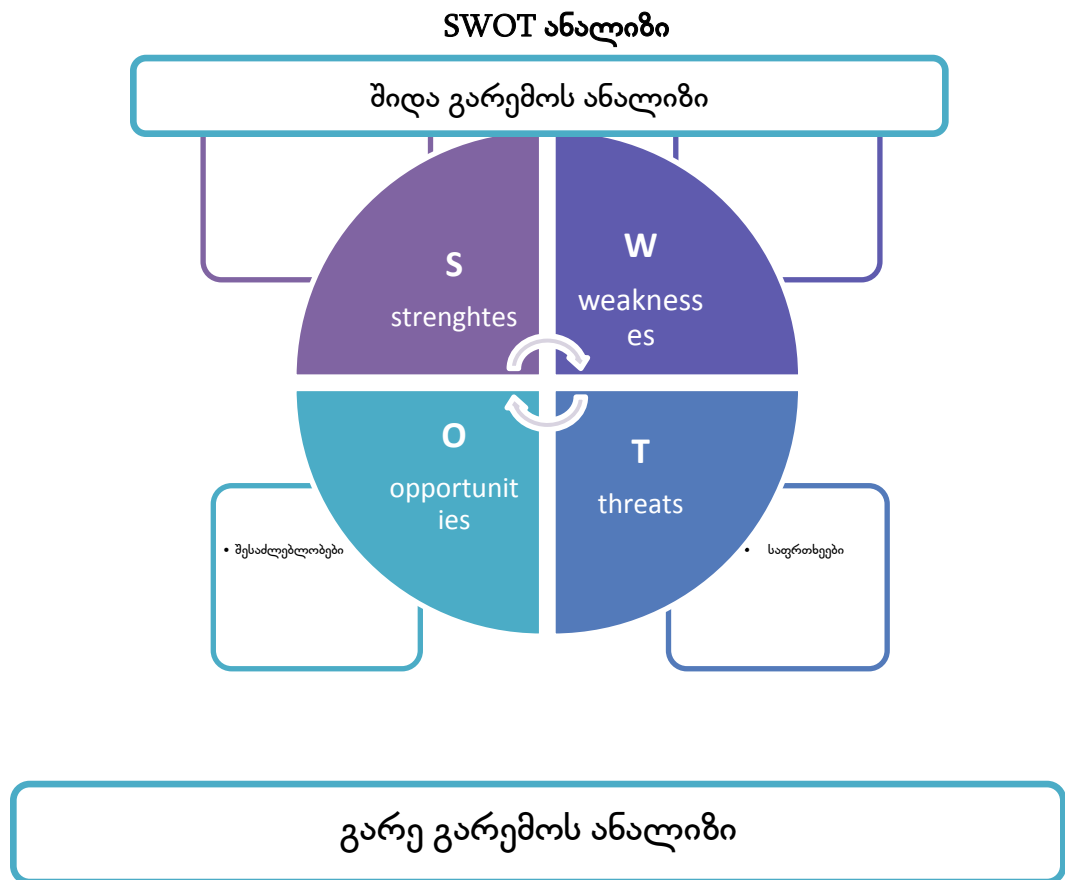 SWOT ანალიზი
შიდა გარემოს ანალიზი
S
strenghtes
W
weakness
es
O
opportunit
ies
T
threats
• შესაძლებლობები
• საფრთხეები
გარე გარემოს ანალიზი